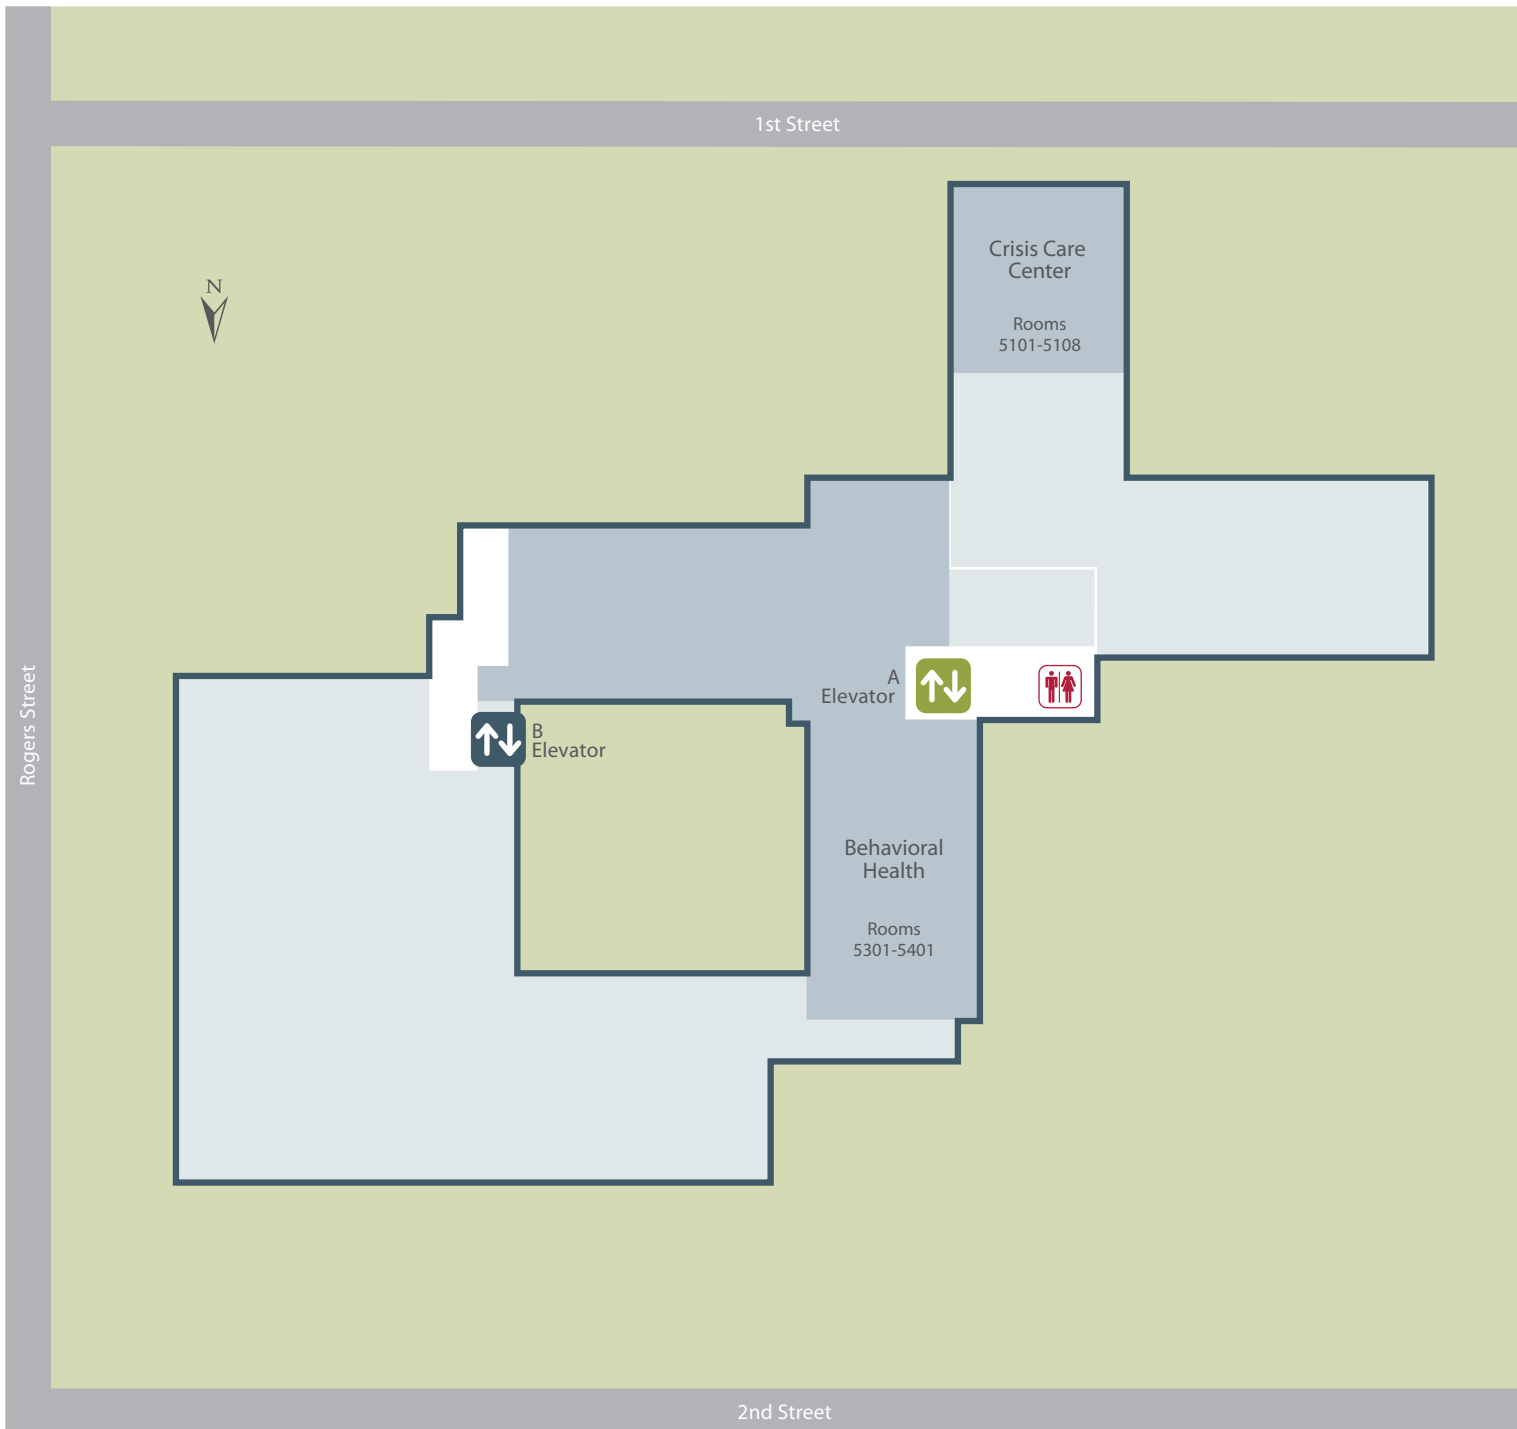 1st Street
Crisis Care
Center
Rooms
5101-5108
N
A
Elevator
B
Elevator
Rogers Street
Behavioral
Health
Rooms
5301-5401
2nd Street